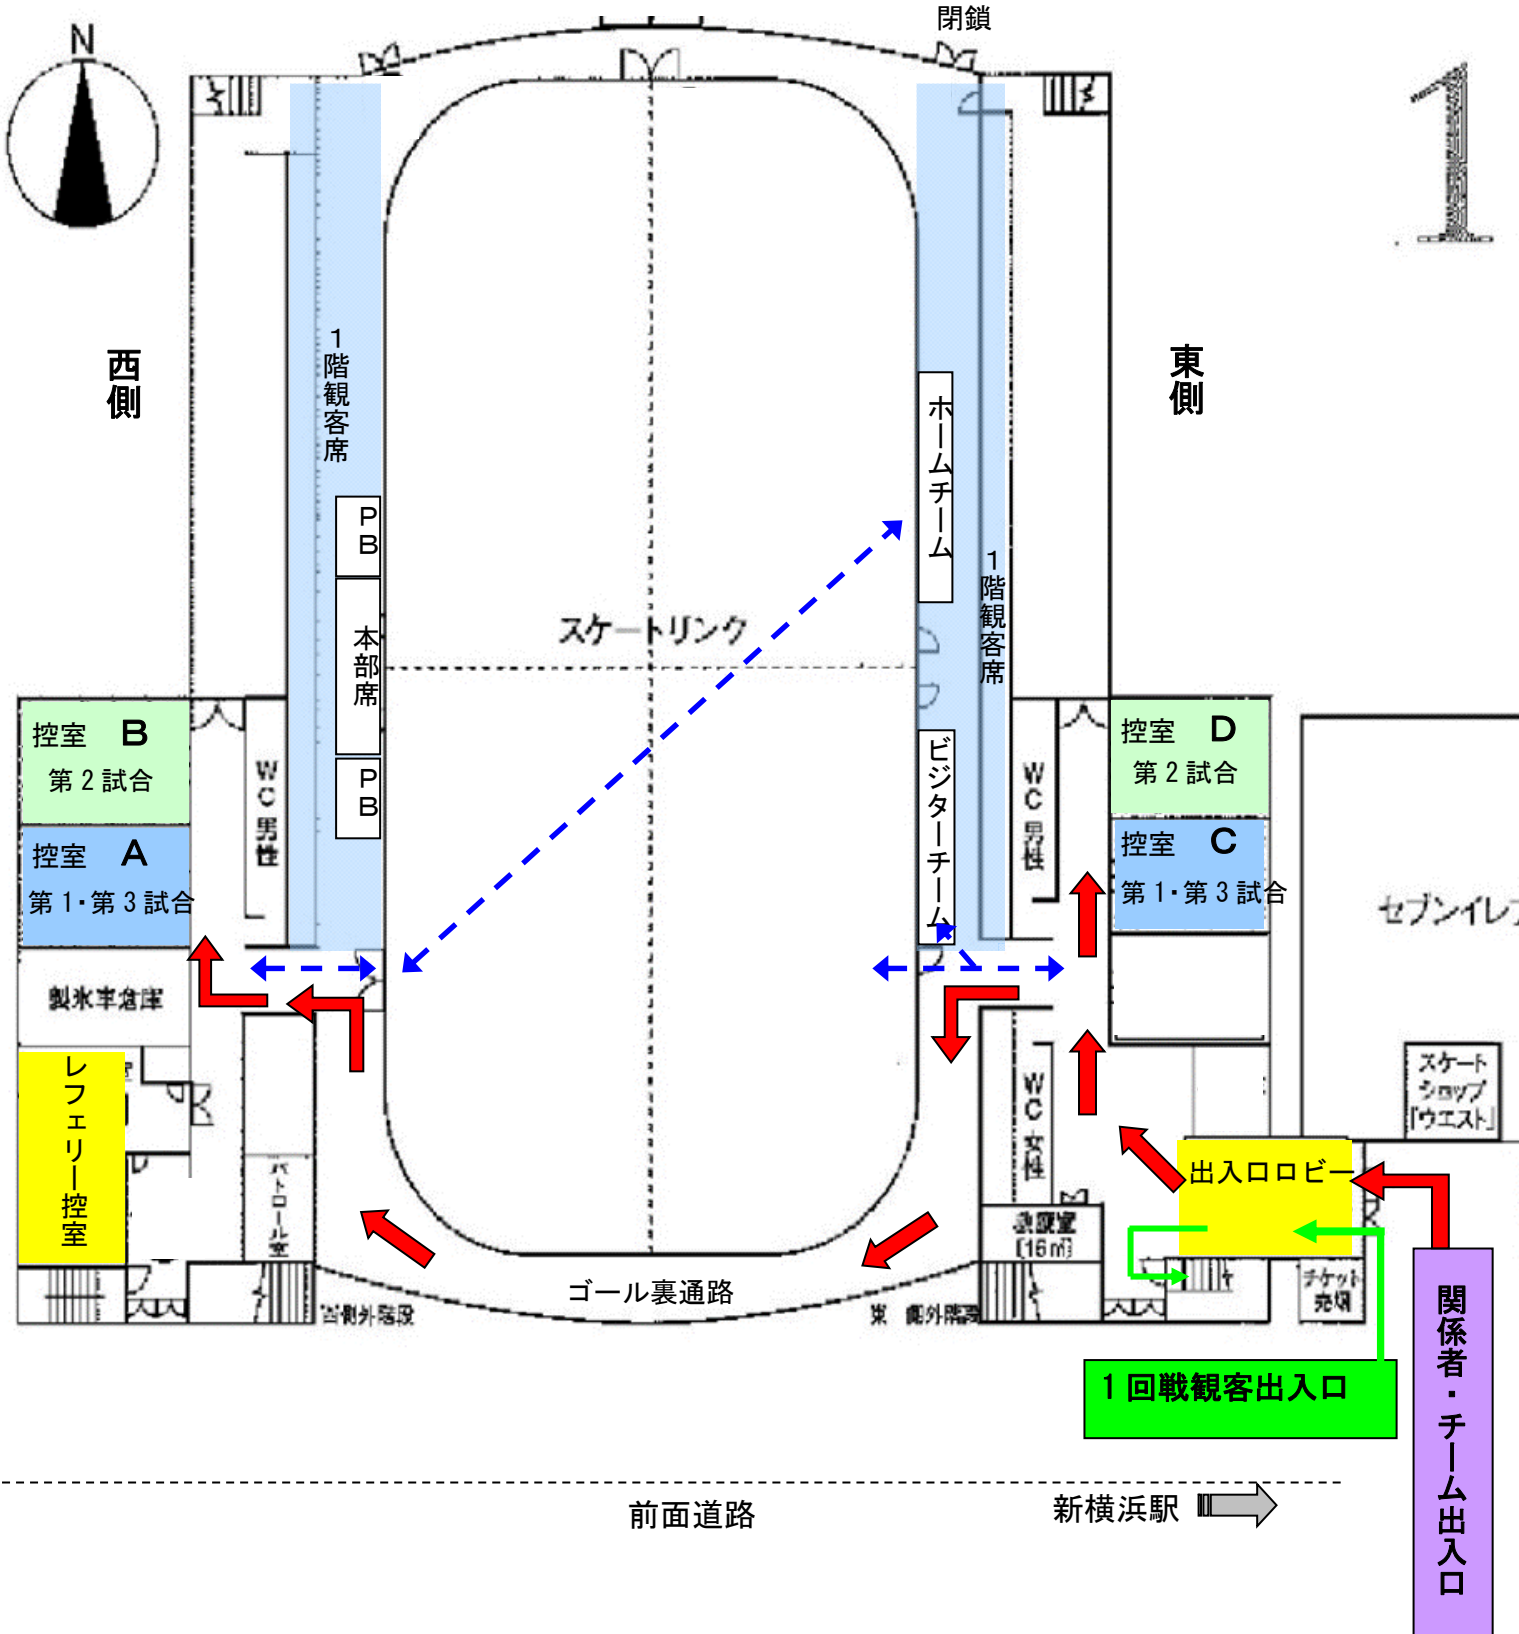 閉鎖
N
1
西側
東側
1階観客席
ホームチーム
PB
1階観客席
スケートリンク
本部席
控室 B
第2試合
WC男性
PB
ビジターチーム
WC男性
控室 D
第2試合
控室 A
第1・第3試合
控室 C
第1・第3試合
セブンイレブ
製氷車倉庫
レフェリー控室
室
スケート
ショップ
「ウエスト」
WC女性
パトロール室
出入口ロビー
[16㎡]
ゴール裏通路
西側外階段
東 側外階段
チケット
売場
関係者・チーム出入口
1回戦観客出入口
前面道路
新横浜駅